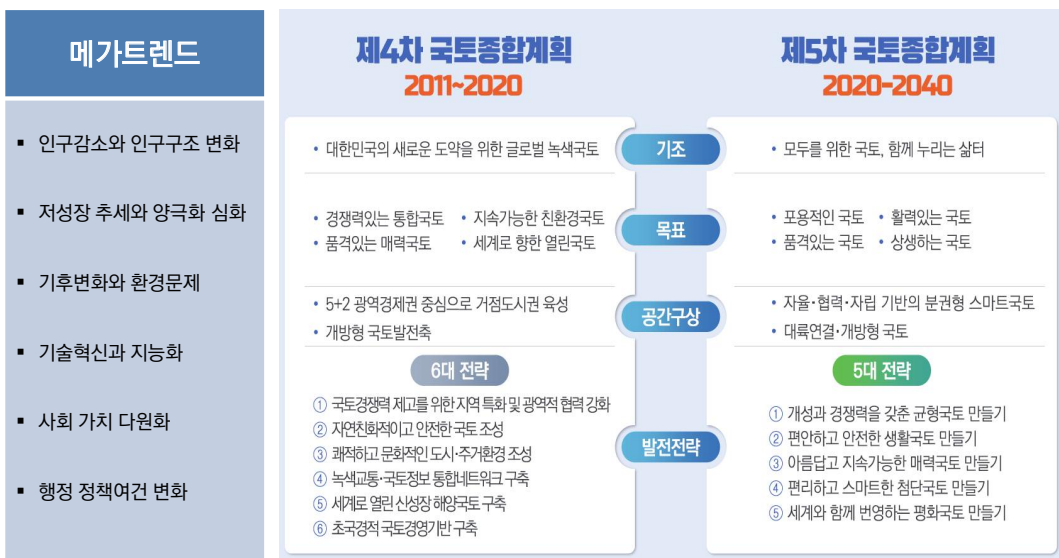 메가트렌드
▪ 인구감소와 인구구조 변화
▪ 저성장 추세와 양극화 심화
▪ 기후변화와 환경문제
▪ 기술혁신과 지능화
▪ 사회 가치 다원화
▪ 행정 정책여건 변화
제4차 국토종합계획
2011~2020
제5차 국토종합계획
2020-2040
• 대한민국의 새로운 도약을 위한 글로벌 녹색국토
기조
• 모두를 위한 국토, 함께 누리는 삶터
• 경쟁력있는 통합국토 • 지속가능한 친환경국토
• 품격있는 매력국토 • 세계로 향한 열린국토
목표
• 포용적인 국토 • 활력있는 국토
• 품격있는 국토 • 상생하는 국토
• 5+2 광역경제권 중심으로 거점도시권 육성
• 개방형 국토발전축
공간구상
• 자율·협력·자립 기반의 분권형 스마트국토
• 대륙연결·개방형 국토
6대 전략
① 국토경쟁력 제고를 위한 지역 특화 및 광역적 협력 강화
② 자연친화적이고 안전한 국토 조성
③ 쾌적하고 문화적인 도시·주거환경 조성
④ 녹색교통·국토정보 통합네트워크 구축
⑤ 세계로 열린 신성장 해양국토 구축
⑥ 초국경적 국토경영기반 구축
발전전략
5대 전략
① 개성과 경쟁력을 갖춘 균형국토 만들기
② 편안하고 안전한 생활국토 만들기
③ 아름답고 지속가능한 매력국토 만들기
④ 편리하고 스마트한 첨단국토 만들기
⑤ 세계와 함께 번영하는 평화국토 만들기